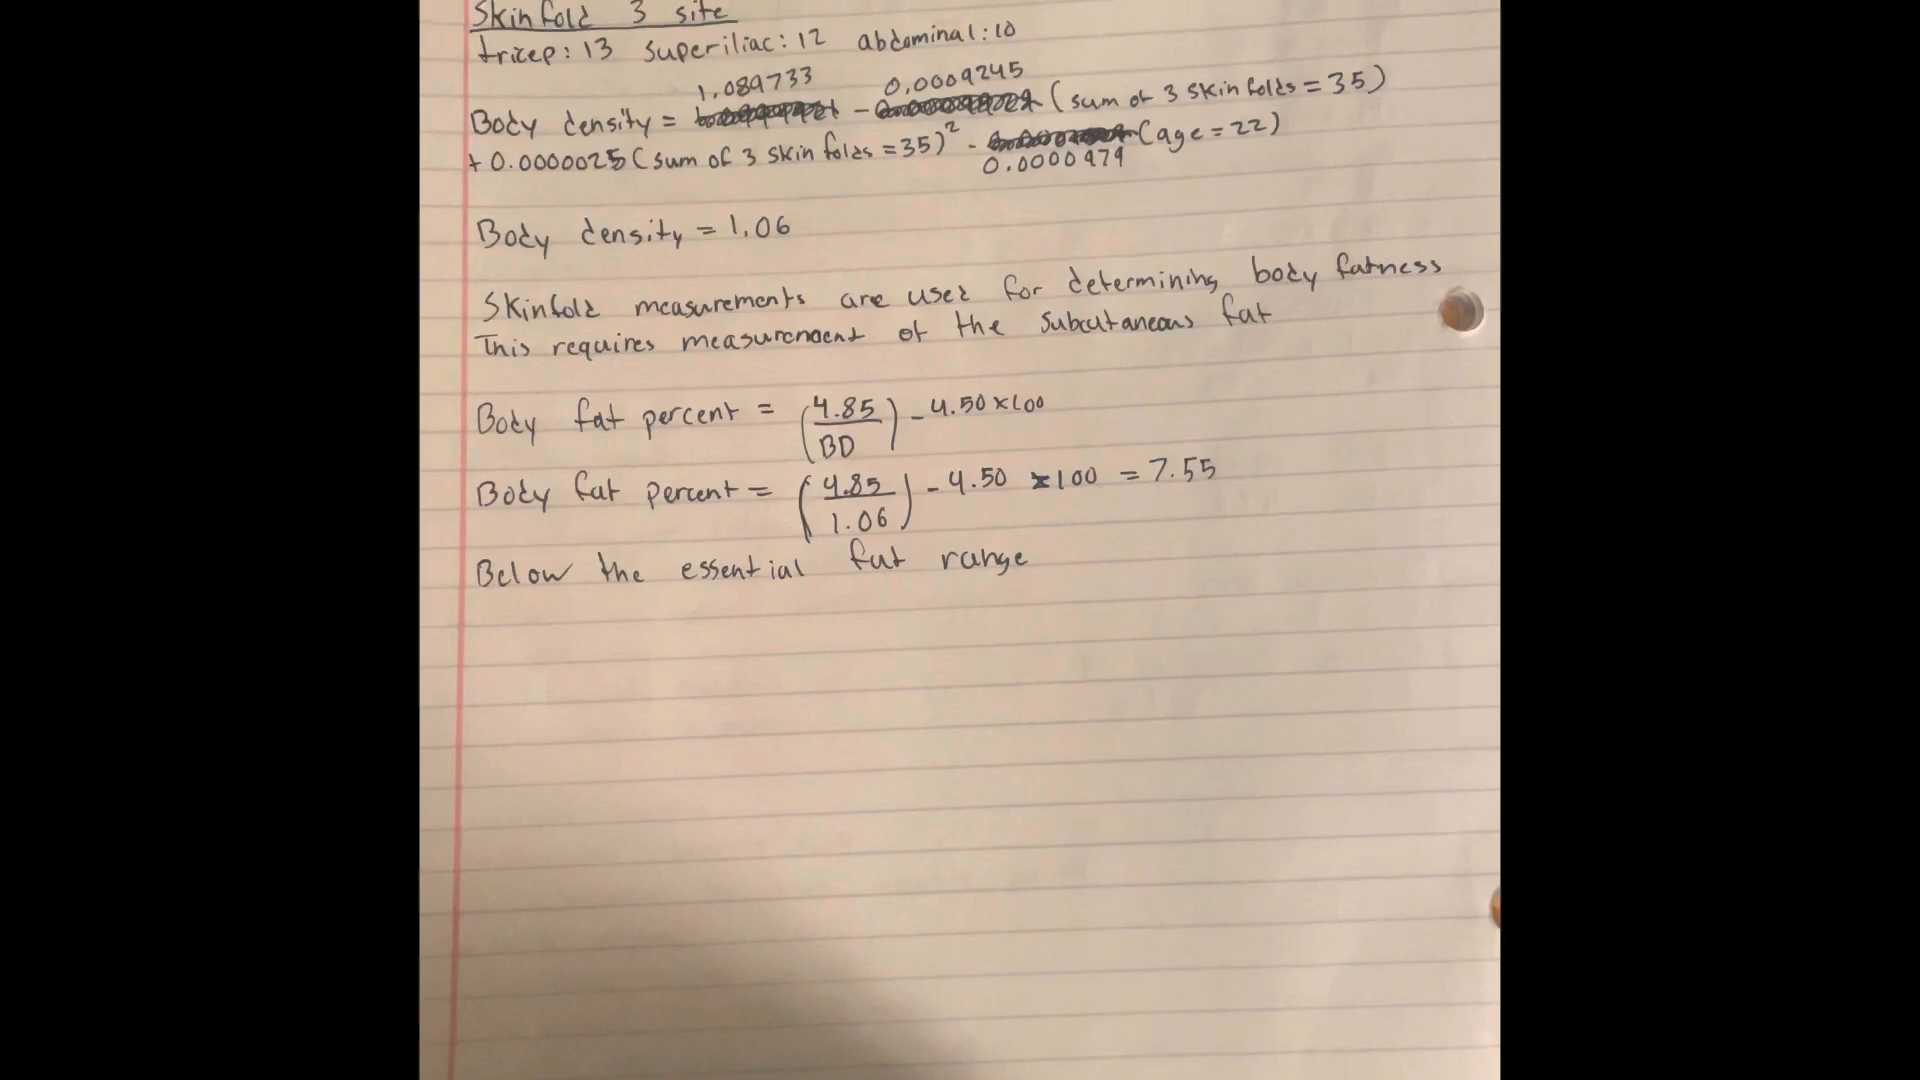 Skinfold 3 site
tricep: 13 superiliac: 12 abdominal: 10
1.089733 0.0009245
Body density = - (sum of 3 skin folds = 35)
+ 0.0000025 (sum of 3 skin folds = 35)² - (age = 22)
0.0000979
Body density = 1.06
Skinfold measurements are used for determining body fatness
This requires measurement of the subcutaneous fat
Body fat percent = (4.85/BD) - 4.50 x 100
Body fat percent = (4.85/1.06) - 4.50 x 100 = 7.55
Below the essential fat range